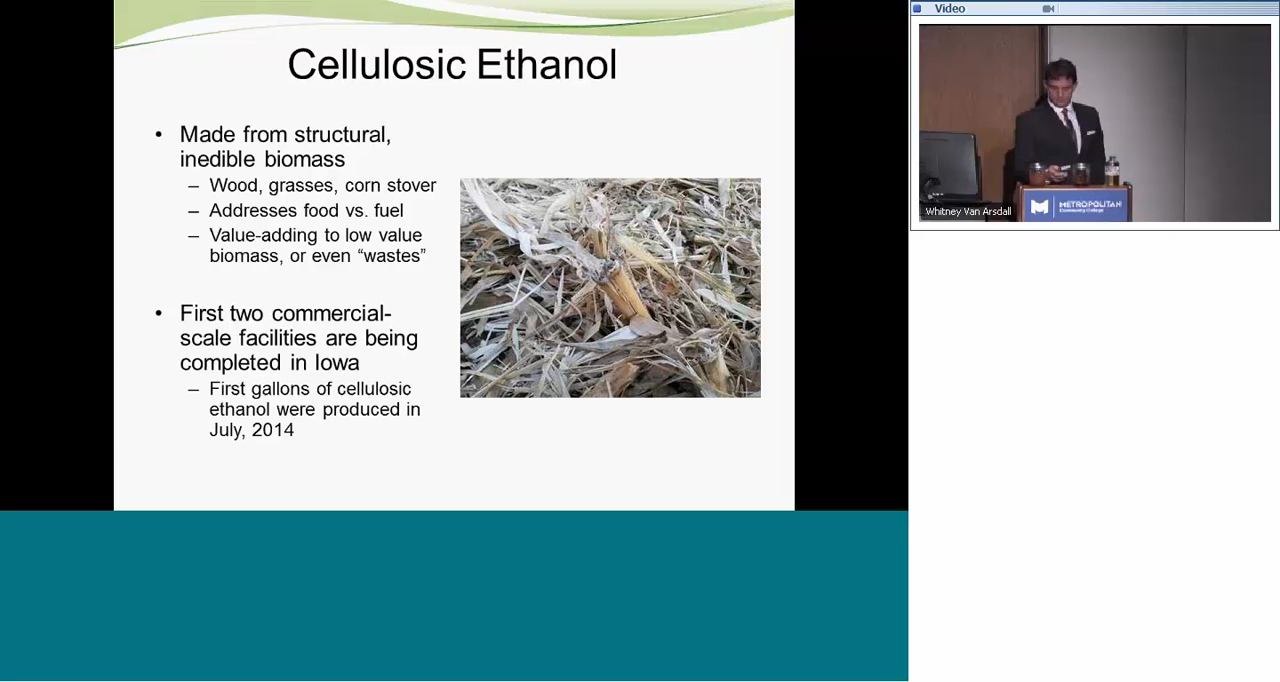 Cellulosic Ethanol
• Made from structural,
inedible biomass
– Wood, grasses, corn stover
– Addresses food vs. fuel
– Value-adding to low value
biomass, or even “wastes”
• First two commercial-
scale facilities are being
completed in Iowa
– First gallons of cellulosic
ethanol were produced in
July, 2014
Video
Whitney Van Arsdall
METROPOLITAN
Community College